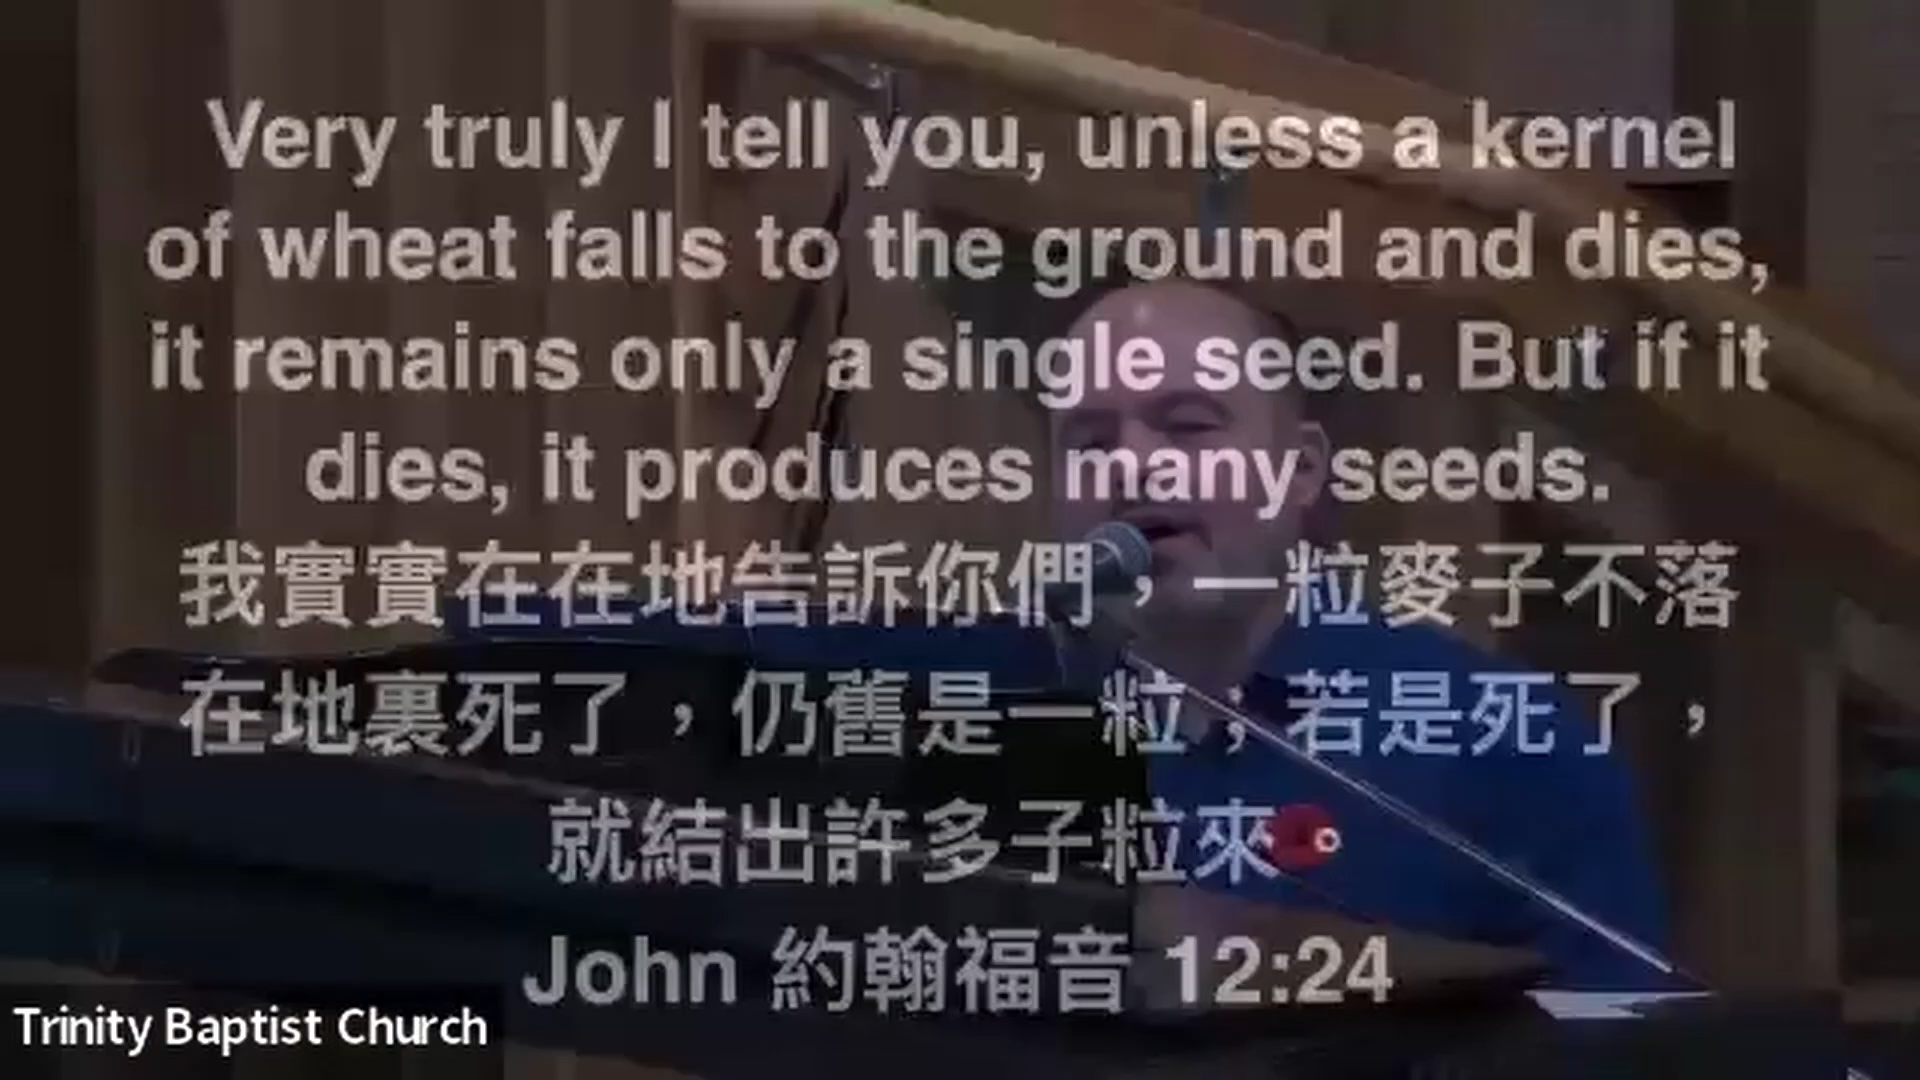 Very truly I tell you, unless a kernel
of wheat falls to the ground and dies,
it remains only a single seed. But if it
dies, it produces many seeds.
我實實在在地告訴你們，一粒麥子不落
在地裏死了，仍舊是一粒；若是死了，
就結出許多子粒來。
John 約翰福音 12:24
Trinity Baptist Church